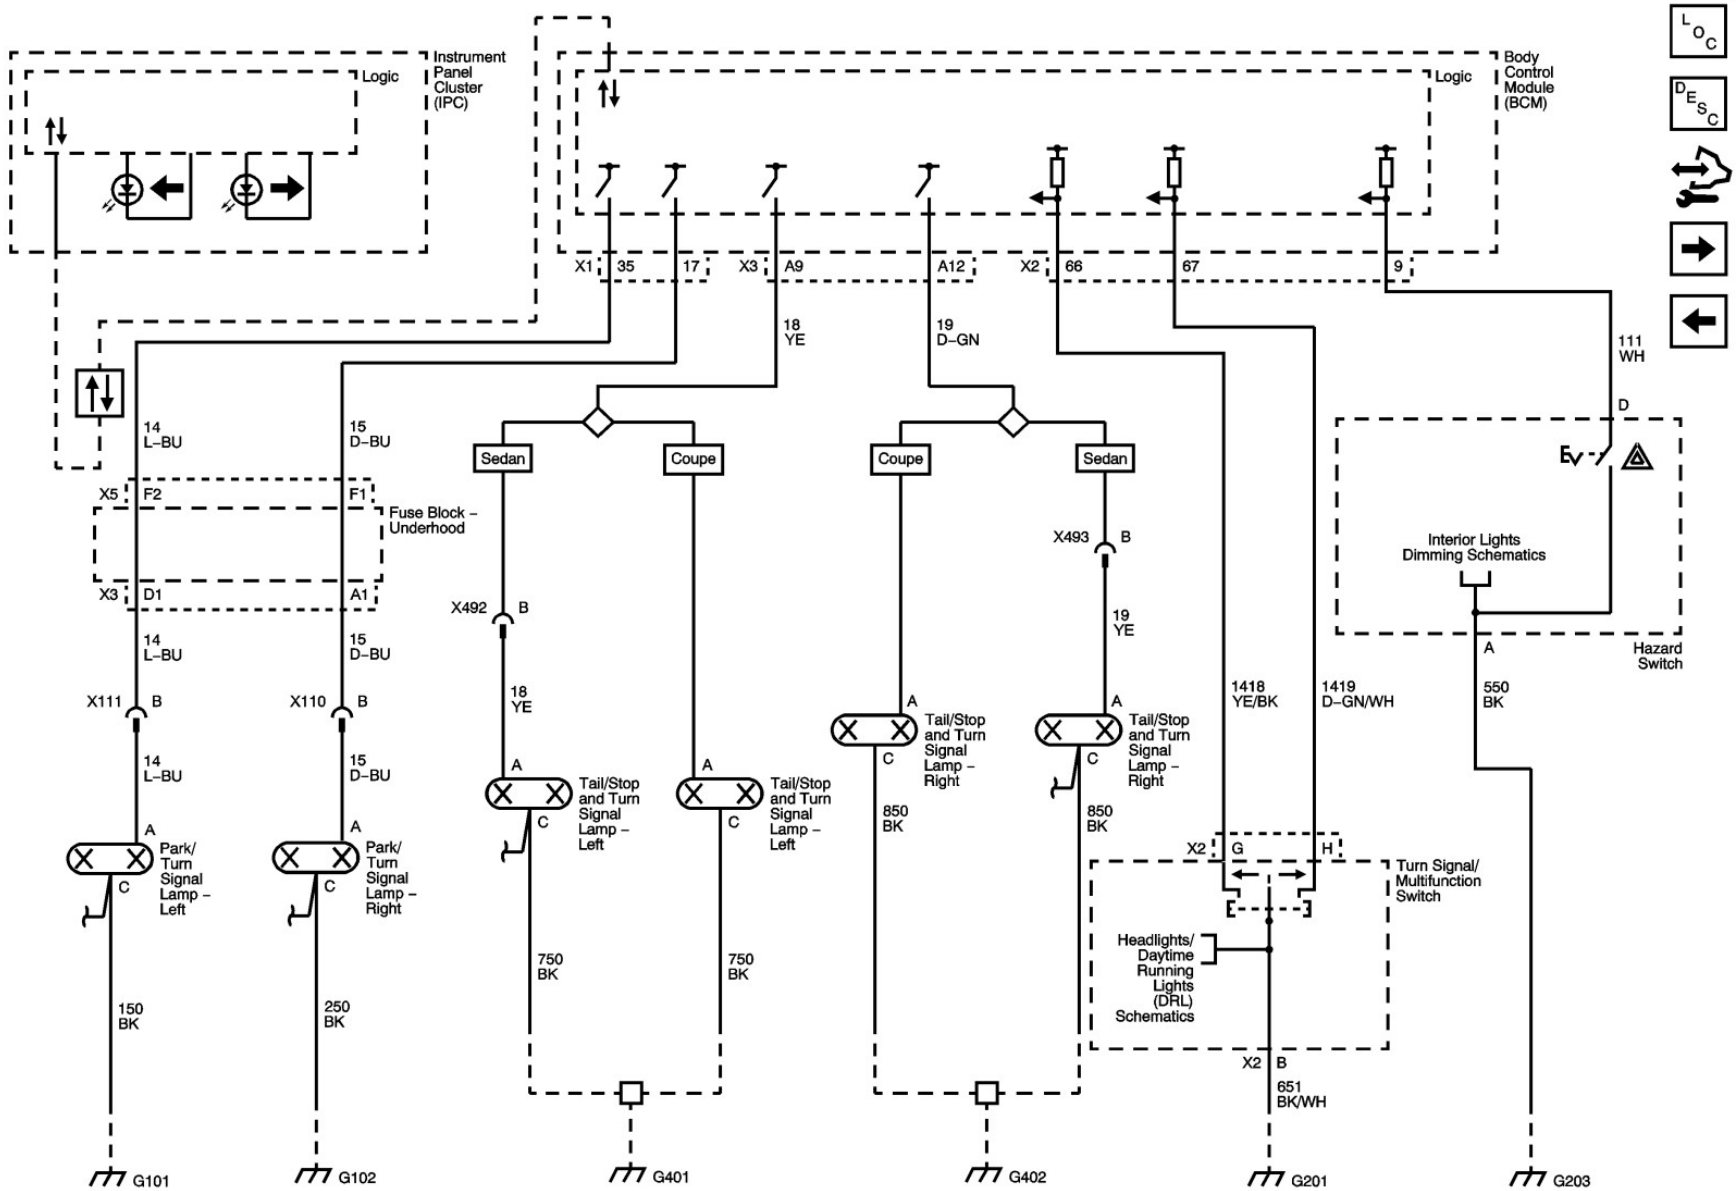 Instrument
Panel
Cluster
(IPC)
Logic
Body
Control
Module
(BCM)
Logic
L
O
C
D
E
S
C
X1
35
17
X3
A9
A12
X2
66
67
9
18
YE
19
D–GN
111
WH
D
14
L–BU
15
D–BU
Sedan
Coupe
Coupe
Sedan
X5
F2
F1
Fuse Block –
Underhood
X3
D1
A1
X493
B
Interior Lights
Dimming Schematics
X492
B
19
YE
14
L–BU
15
D–BU
A
Hazard
Switch
X111
B
X110
B
18
YE
1418
YE/BK
1419
D–GN/WH
550
BK
A
Tail/Stop
and Turn
Signal
Lamp –
Right
C
A
Tail/Stop
and Turn
Signal
Lamp –
Right
C
14
L–BU
15
D–BU
A
Tail/Stop
and Turn
Signal
Lamp –
Left
C
A
Tail/Stop
and Turn
Signal
Lamp –
Left
C
850
BK
850
BK
A
Park/
Turn
Signal
Lamp –
Left
C
A
Park/
Turn
Signal
Lamp –
Right
C
X2
G
H
Turn Signal/
Multifunction
Switch
Headlights/
Daytime
Running
Lights
(DRL)
Schematics
750
BK
750
BK
150
BK
250
BK
X2
B
651
BK/WH
G101
G102
G401
G402
G201
G203